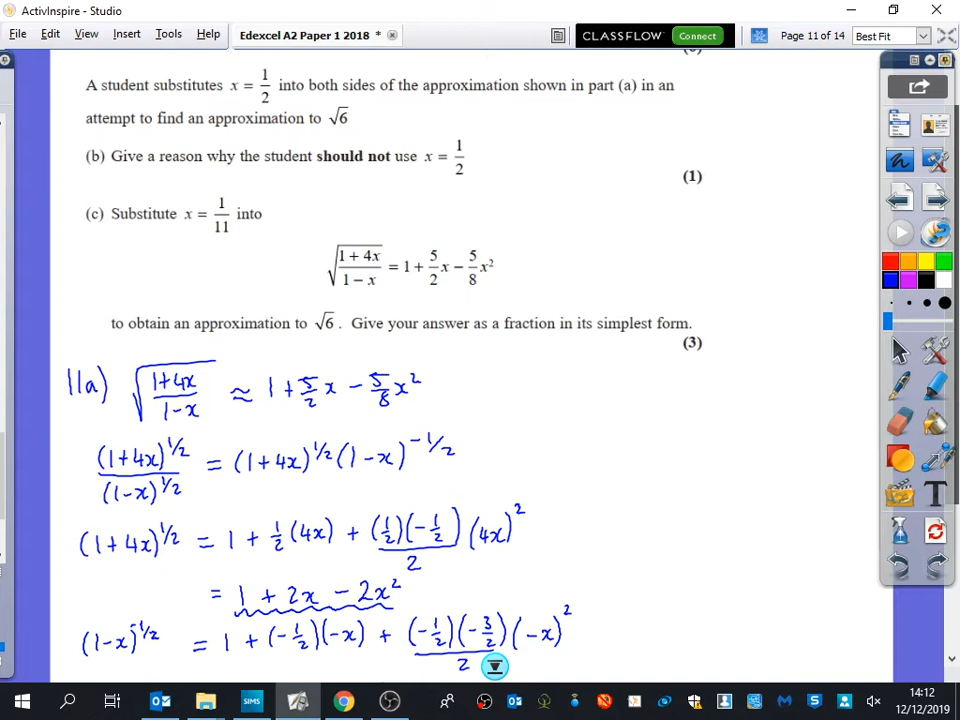 ActivInspire - Studio
File Edit View Insert Tools Help Edexcel A2 Paper 1 2018 * CLASSFLOW Connect Page 11 of 14 Best Fit
A student substitutes x = 1/2 into both sides of the approximation shown in part (a) in an
attempt to find an approximation to √6
(b) Give a reason why the student should not use x = 1/2
(1)
(c) Substitute x = 1/11 into
√((1 + 4x)/(1 − x)) = 1 + 5/2 x − 5/8 x²
to obtain an approximation to √6 . Give your answer as a fraction in its simplest form.
(3)
11a) √((1+4x)/(1-x)) ≈ 1 + 5/2 x − 5/8 x²
(1+4x)^1/2 / (1-x)^1/2 = (1+4x)^1/2 (1-x)^-1/2
(1+4x)^1/2 = 1 + 1/2 (4x) + (1/2)(-1/2)/2 (4x)²
= 1 + 2x − 2x²
(1-x)^-1/2 = 1 + (-1/2)(-x) + (-1/2)(-3/2)/2 (-x)²
SIMS
14:12
12/12/2019